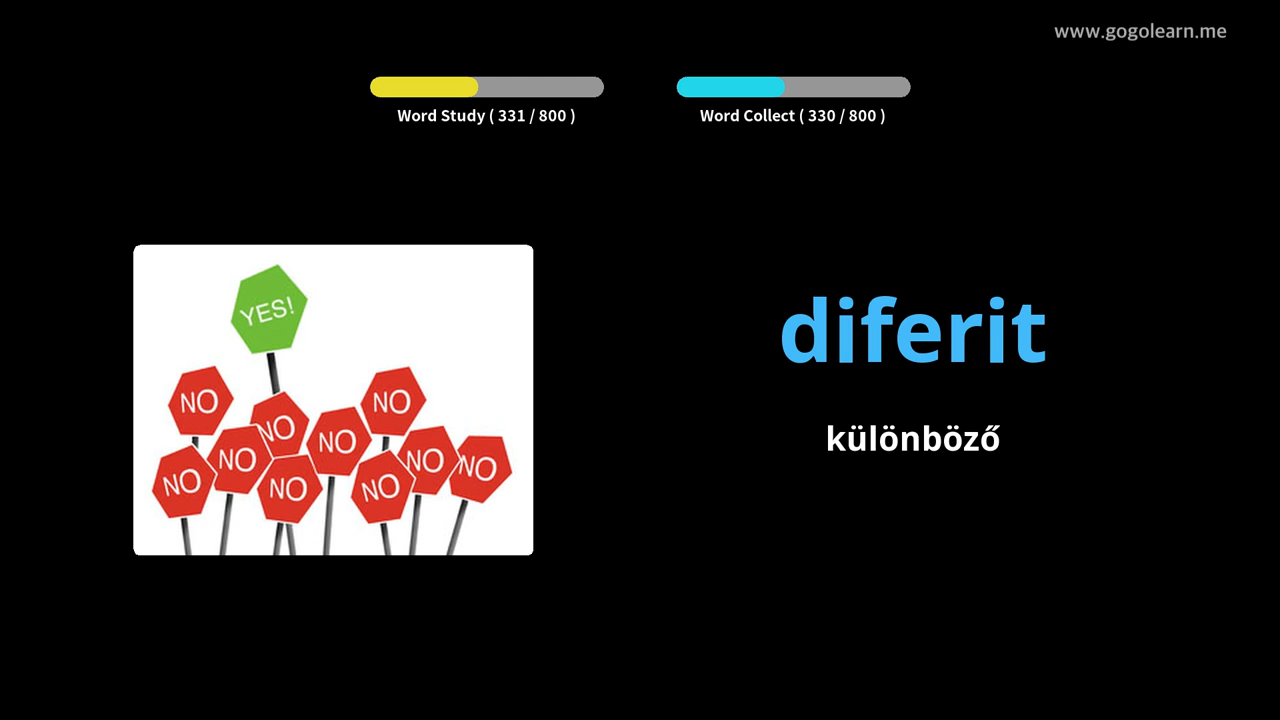 www.gogolearn.me
Word Study ( 331 / 800 )
Word Collect ( 330 / 800 )
YES!
NO
NO
NO
NO
NO
NO
NO
NO
NO
NO
diferit
különböző